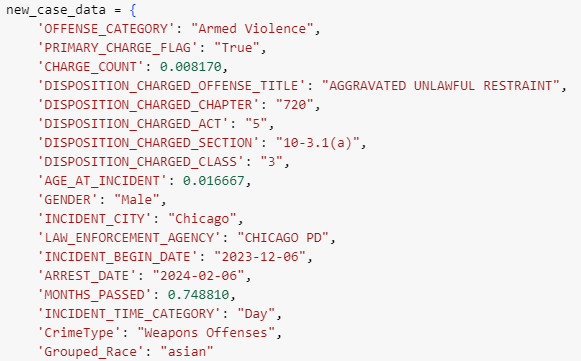 new_case_data = {
'OFFENSE_CATEGORY': "Armed Violence",
'PRIMARY_CHARGE_FLAG': "True",
'CHARGE_COUNT': 0.008170,
'DISPOSITION_CHARGED_OFFENSE_TITLE': "AGGRAVATED UNLAWFUL RESTRAINT",
'DISPOSITION_CHARGED_CHAPTER': "720",
'DISPOSITION_CHARGED_ACT': "5",
'DISPOSITION_CHARGED_SECTION': "10-3.1(a)",
'DISPOSITION_CHARGED_CLASS': "3",
'AGE_AT_INCIDENT': 0.016667,
'GENDER': "Male",
'INCIDENT_CITY': "Chicago",
'LAW_ENFORCEMENT_AGENCY': "CHICAGO PD",
'INCIDENT_BEGIN_DATE': "2023-12-06",
'ARREST_DATE': "2024-02-06",
'MONTHS_PASSED': 0.748810,
'INCIDENT_TIME_CATEGORY': "Day",
'CrimeType': "Weapons Offenses",
'Grouped_Race': "asian"